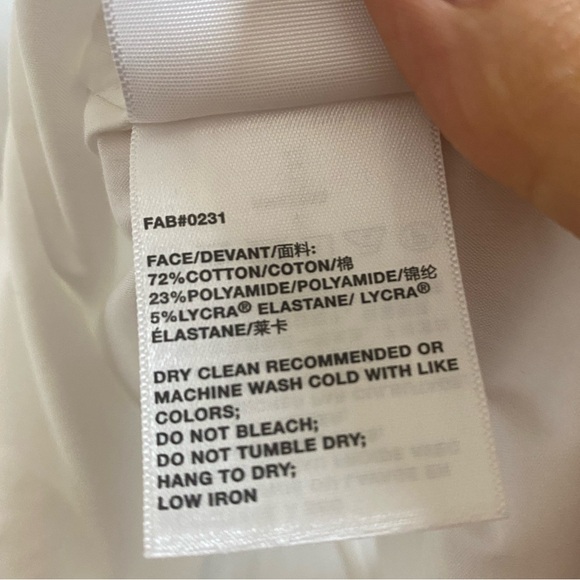 FAB#0231
FACE/DEVANT/面料:
72%COTTON/COTON/棉
23%POLYAMIDE/POLYAMIDE/锦纶
5%LYCRA® ELASTANE/ LYCRA®
ÉLASTANE/莱卡
DRY CLEAN RECOMMENDED OR
MACHINE WASH COLD WITH LIKE
COLORS;
DO NOT BLEACH;
DO NOT TUMBLE DRY;
HANG TO DRY;
LOW IRON